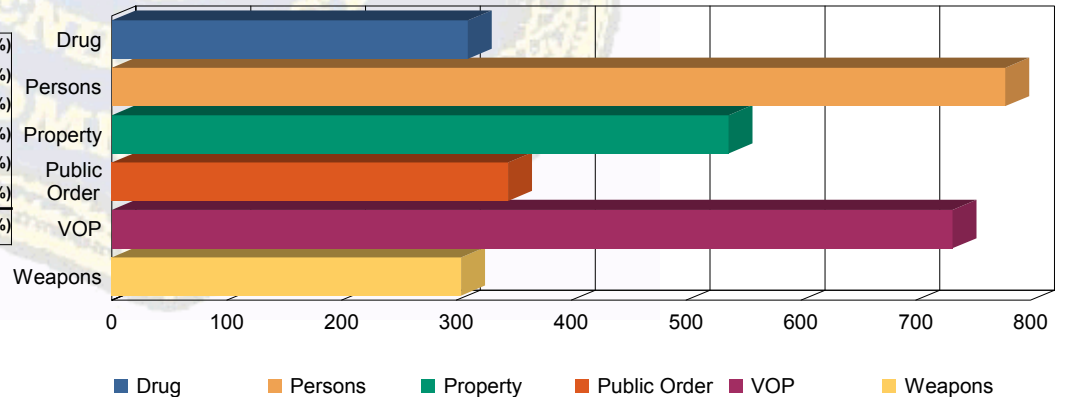 %)
%)
%)
%)
%)
%)
%)
Drug
Persons
Property
Public
Order
VOP
Weapons
0 100 200 300 400 500 600 700 800
Drug Persons Property Public Order VOP Weapons